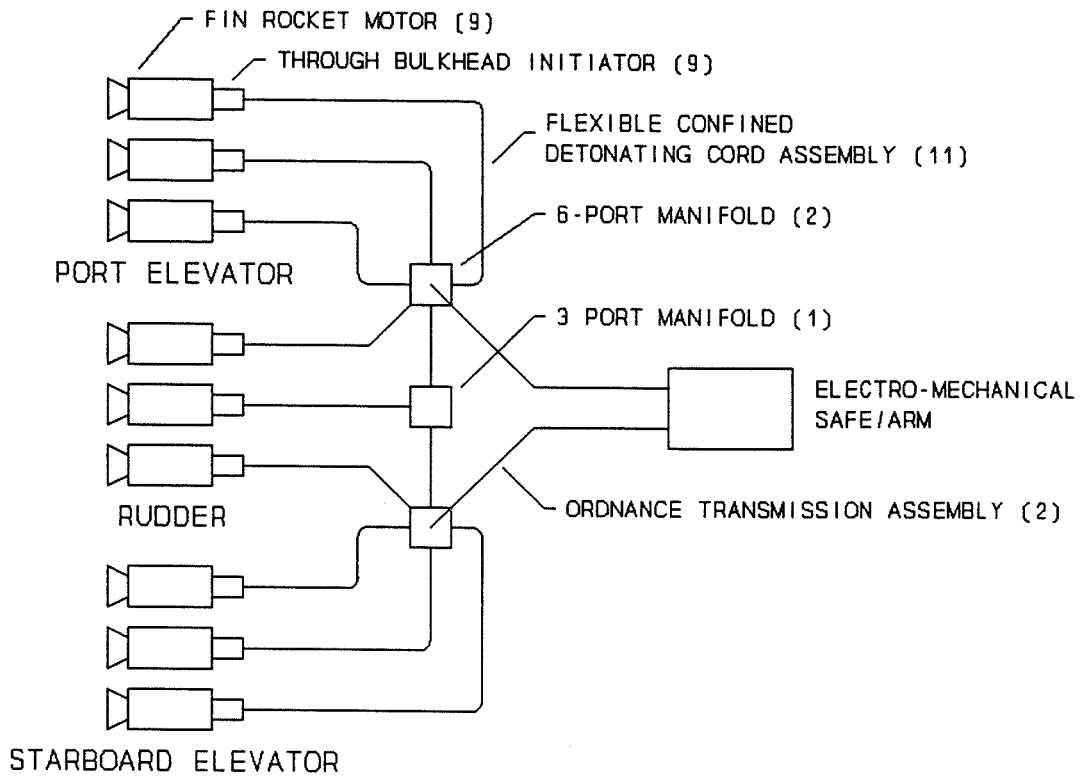 FIN ROCKET MOTOR (9)
THROUGH BULKHEAD INITIATOR (9)
FLEXIBLE CONFINED
DETONATING CORD ASSEMBLY (11)
6-PORT MANIFOLD (2)
PORT ELEVATOR
3 PORT MANIFOLD (1)
ELECTRO-MECHANICAL
SAFE/ARM
RUDDER
ORDNANCE TRANSMISSION ASSEMBLY (2)
STARBOARD ELEVATOR